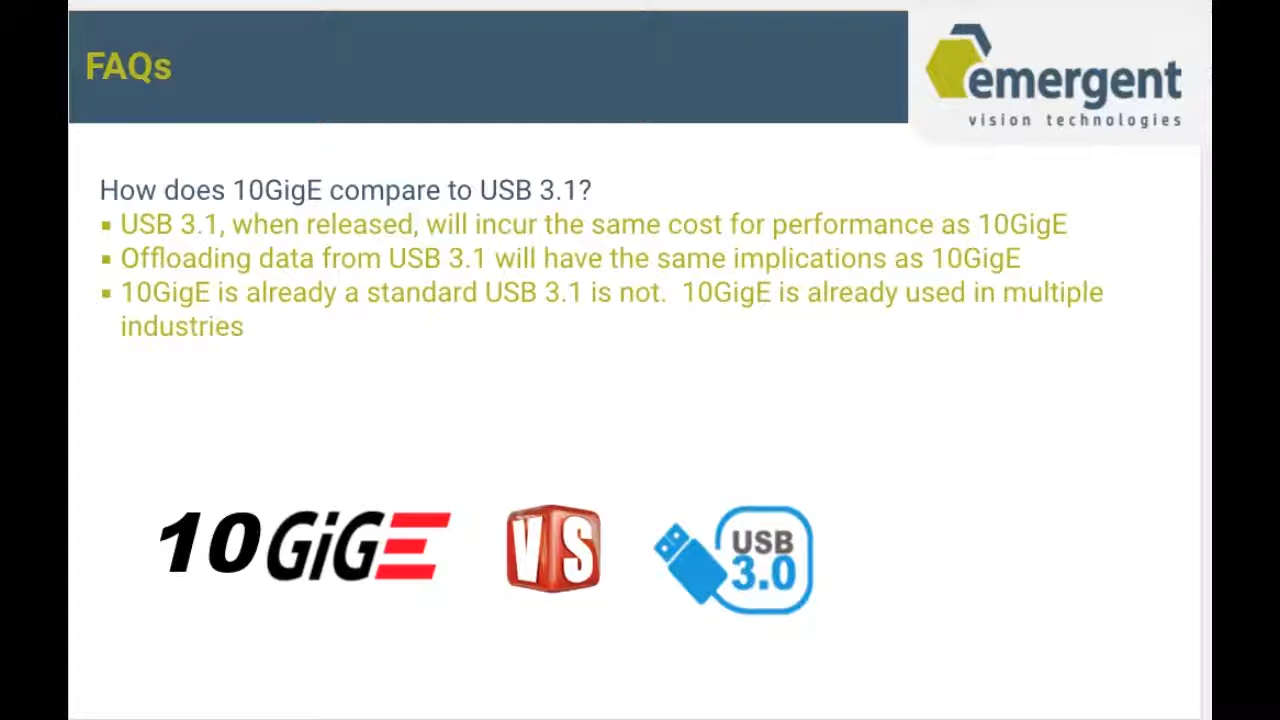 FAQs
emergent
vision technologies
How does 10GigE compare to USB 3.1?
▪ USB 3.1, when released, will incur the same cost for performance as 10GigE
▪ Offloading data from USB 3.1 will have the same implications as 10GigE
▪ 10GigE is already a standard USB 3.1 is not.  10GigE is already used in multiple
industries
10GiGE
VS
USB
3.0